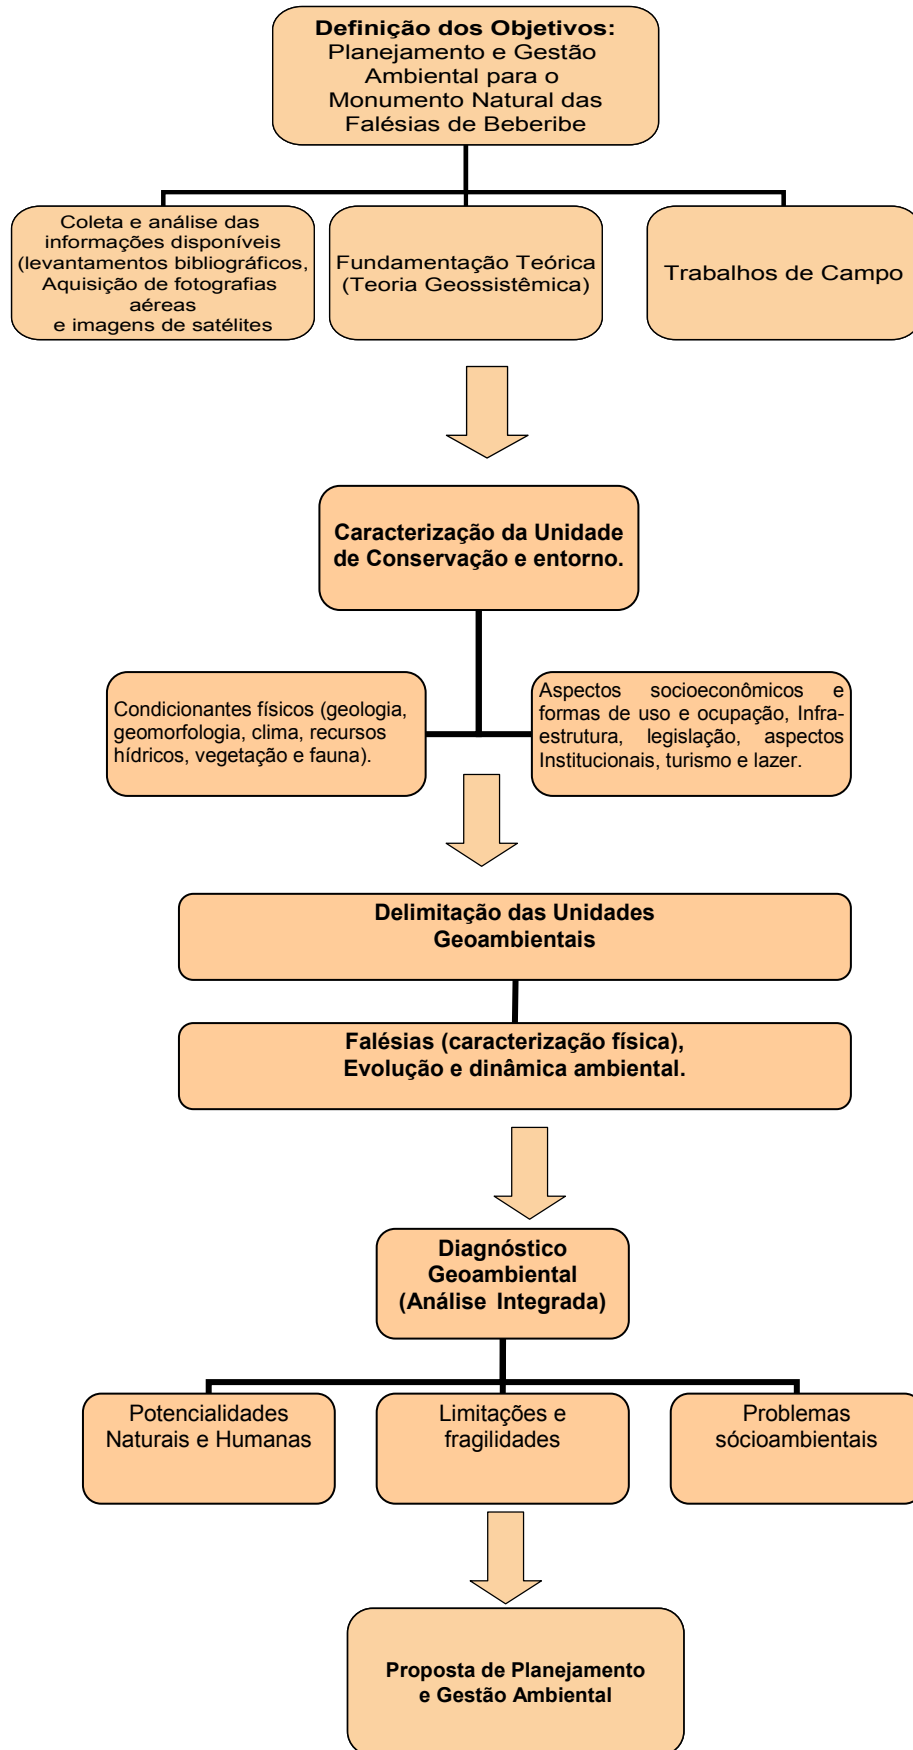 Definição dos Objetivos:
Planejamento e Gestão
Ambiental para o
Monumento Natural das
Falésias de Beberibe
Coleta e análise das
informações disponíveis
(levantamentos bibliográficos,
Aquisição de fotografias
aéreas
e imagens de satélites
Fundamentação Teórica
(Teoria Geossistêmica)
Trabalhos de Campo
Caracterização da Unidade
de Conservação e entorno.
Condicionantes físicos (geologia,
geomorfologia, clima, recursos
hídricos, vegetação e fauna).
Aspectos socioeconômicos e
formas de uso e ocupação, Infra-
estrutura, legislação, aspectos
Institucionais, turismo e lazer.
Delimitação das Unidades
Geoambientais
Falésias (caracterização física),
Evolução e dinâmica ambiental.
Diagnóstico
Geoambiental
(Análise Integrada)
Potencialidades
Naturais e Humanas
Limitações e
fragilidades
Problemas
sócioambientais
Proposta de Planejamento
e Gestão Ambiental